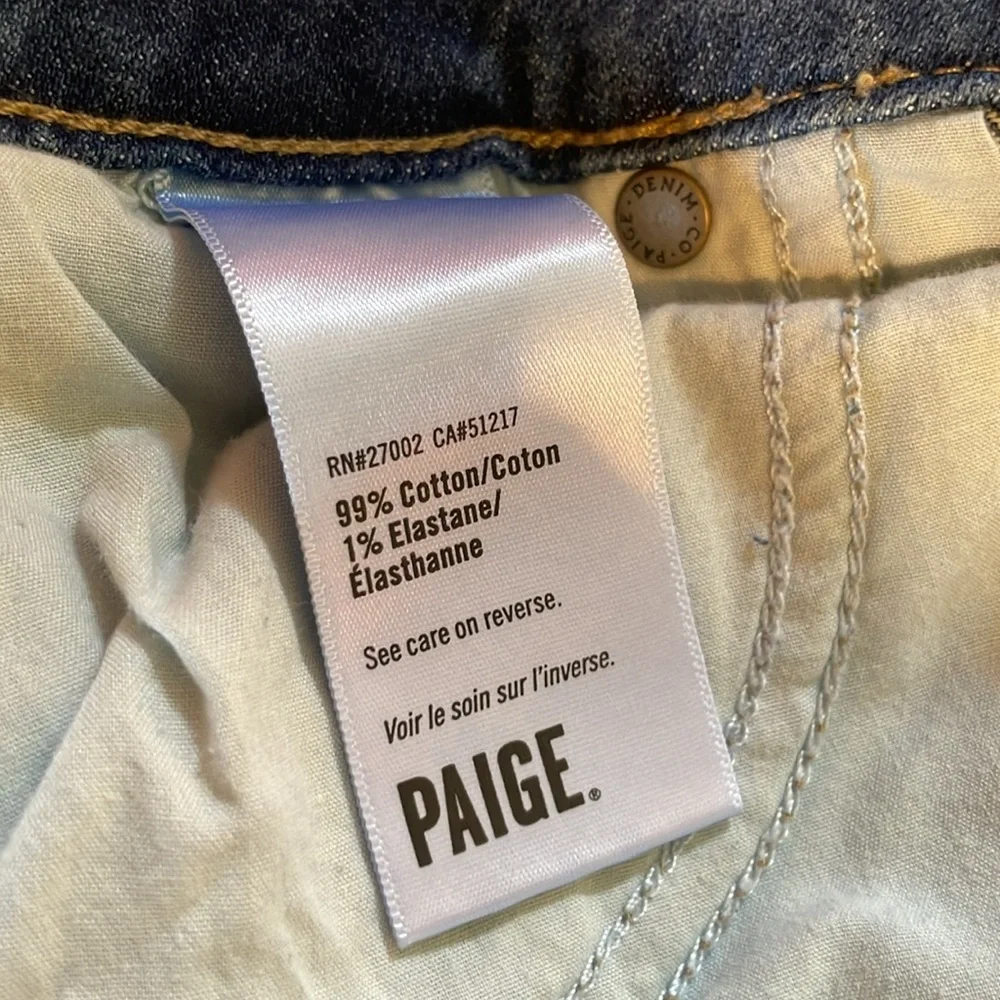 DENIM · CO · PAIGE ·
RN#27002 CA#51217
99% Cotton/Coton
1% Elastane/
Élasthanne
See care on reverse.
Voir le soin sur l'inverse.
PAIGE®